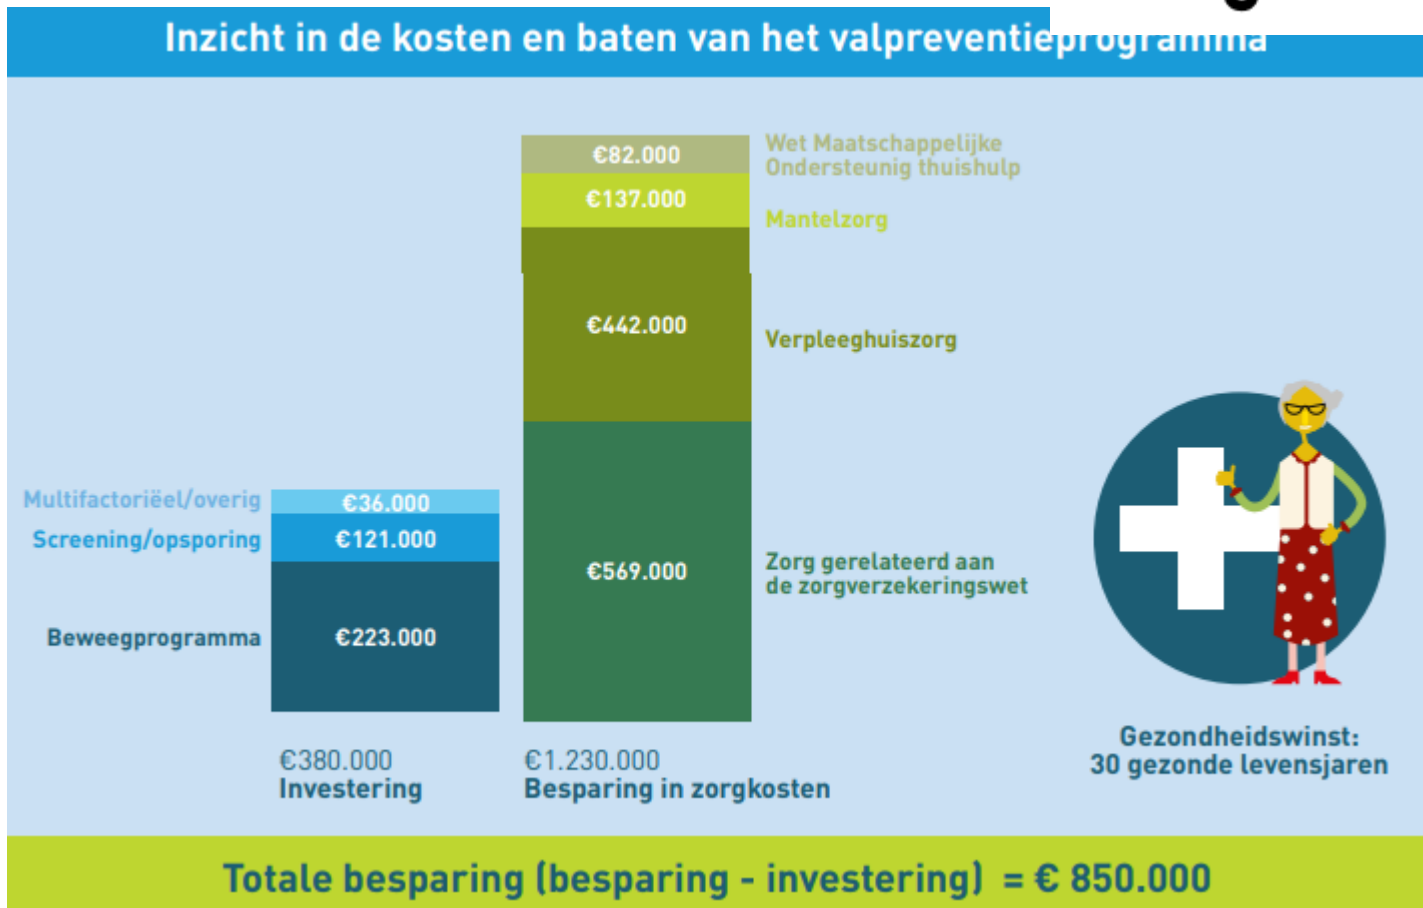 Inzicht in de kosten en baten van het valpreventieprogramma
€82.000
Wet Maatschappelijke
Ondersteunig thuishulp
€137.000
Mantelzorg
€442.000
Verpleeghuiszorg
Multifactoriëel/overig
€36.000
Screening/opsporing
€121.000
€569.000
Zorg gerelateerd aan
de zorgverzekeringswet
Beweegprogramma
€223.000
€380.000
Investering
€1.230.000
Besparing in zorgkosten
Gezondheidswinst:
30 gezonde levensjaren
Totale besparing (besparing - investering) = € 850.000